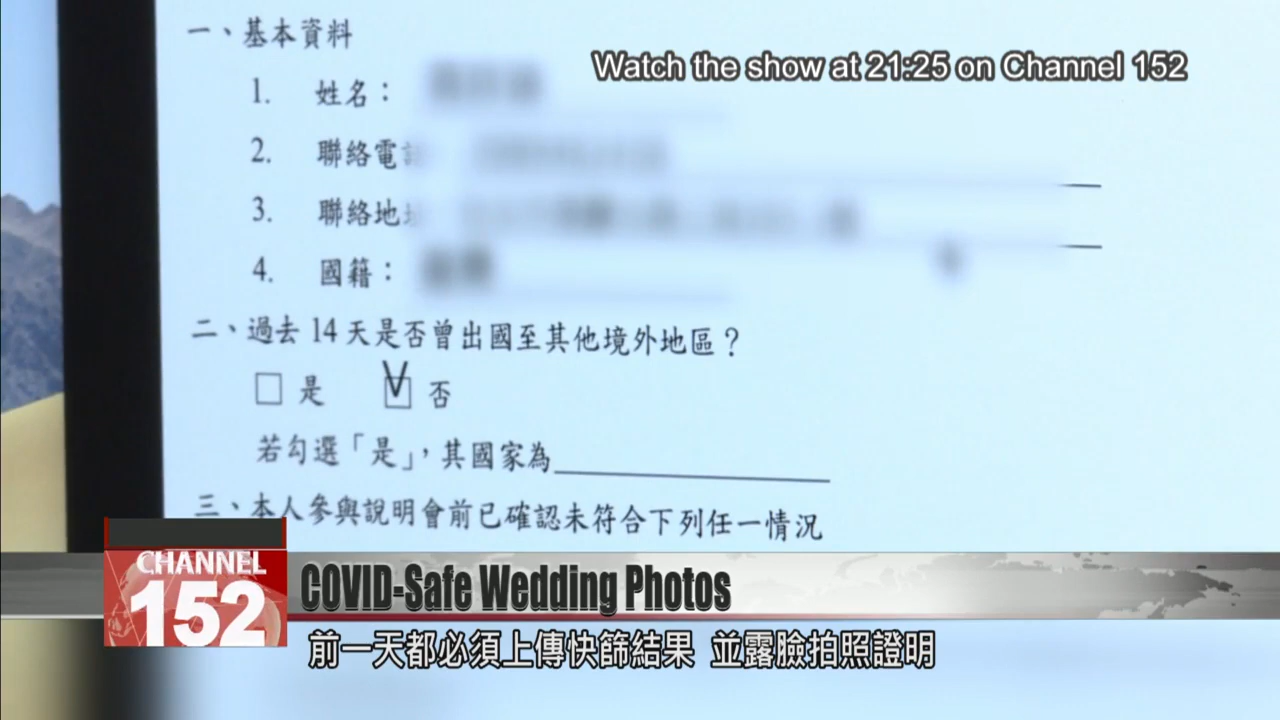 一、基本資料
Watch the show at 21:25 on Channel 152
1. 姓名：
2. 聯絡電
3. 聯絡地
4. 國籍：
二、過去 14 天是否曾出國至其他境外地區？
是 V 否
若勾選「是」，其國家為
三、本人參與說明會前已確認未符合下列任一情況
CHANNEL
152
COVID-Safe Wedding Photos
前一天都必須上傳快篩結果 並露臉拍照證明